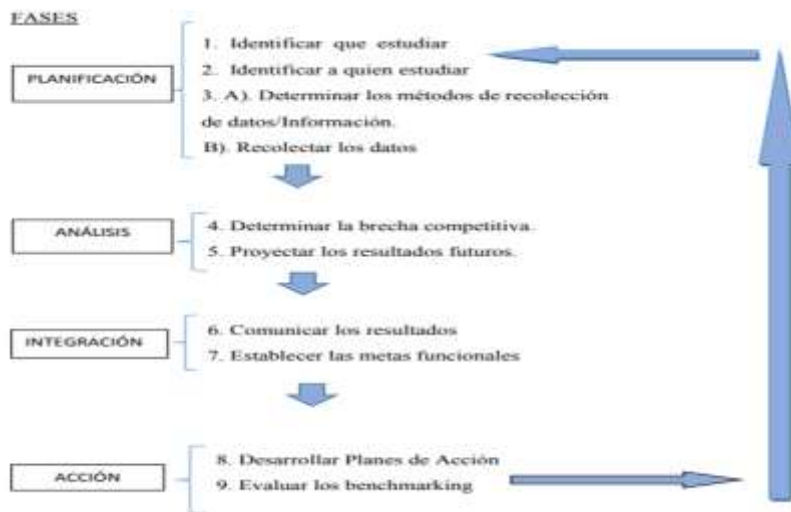 FASES
PLANIFICACIÓN
1. Identificar que estudiar
2. Identificar a quien estudiar
3. A). Determinar los métodos de recolección
de datos/Información.
B). Recolectar los datos
ANÁLISIS
4. Determinar la brecha competitiva.
5. Proyectar los resultados futuros.
INTEGRACIÓN
6. Comunicar los resultados
7. Establecer las metas funcionales
ACCIÓN
8. Desarrollar Planes de Acción
9. Evaluar los benchmarking